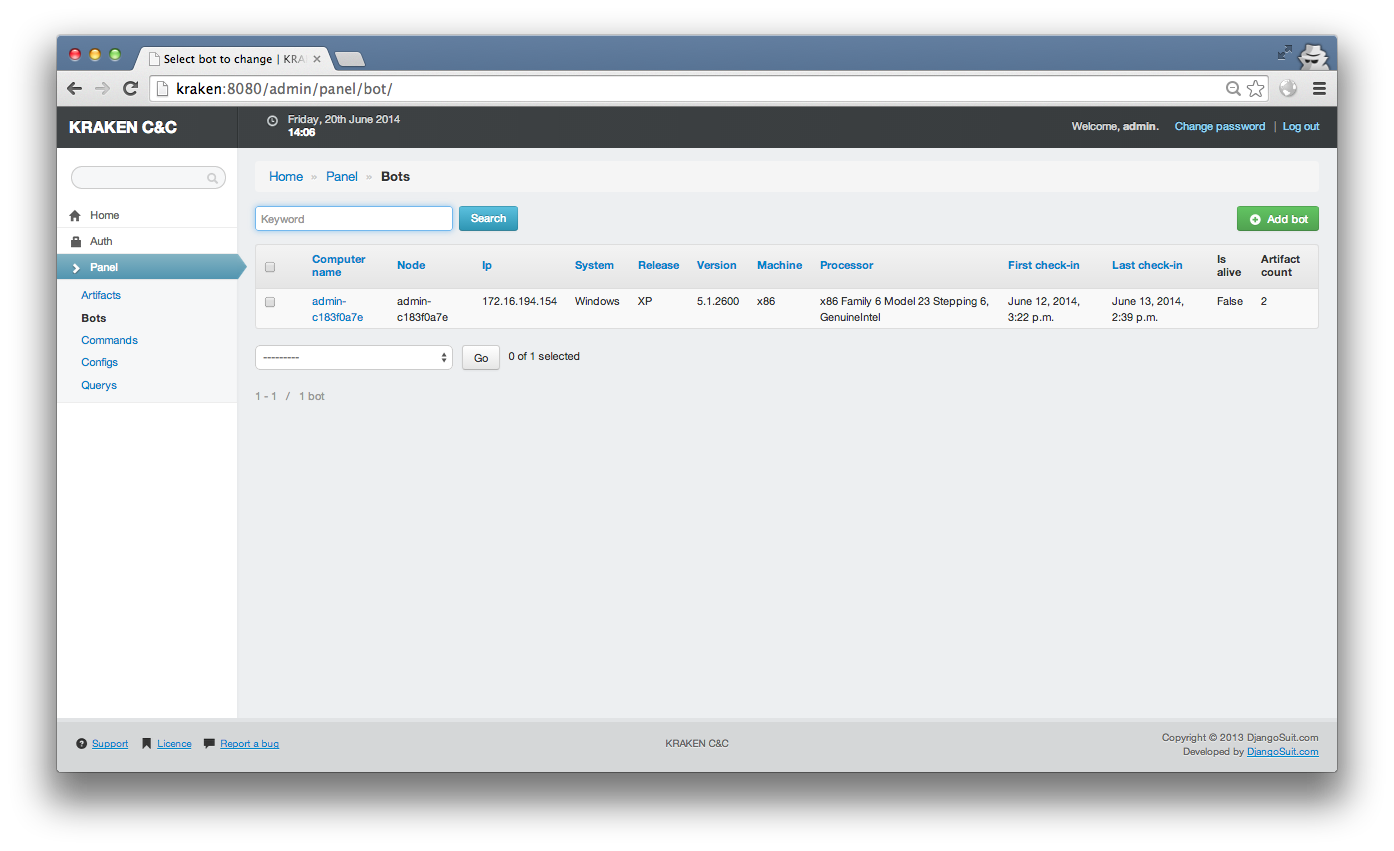 Select bot to change | KRA
kraken:8080/admin/panel/bot/
KRAKEN C&C
Friday, 20th June 2014
14:06
Welcome, admin. Change password | Log out
Home
Auth
Panel
Artifacts
Bots
Commands
Configs
Querys
Home » Panel » Bots
Keyword
Search
Add bot
Computer name Node Ip System Release Version Machine Processor First check-in Last check-in Is alive Artifact count
admin- admin- 172.16.194.154 Windows XP 5.1.2600 x86 x86 Family 6 Model 23 Stepping 6, June 12, 2014, June 13, 2014, False 2
c183f0a7e c183f0a7e GenuineIntel 3:22 p.m. 2:39 p.m.
---------
Go
0 of 1 selected
1 - 1 / 1 bot
Support Licence Report a bug
KRAKEN C&C
Copyright © 2013 DjangoSuit.com
Developed by DjangoSuit.com